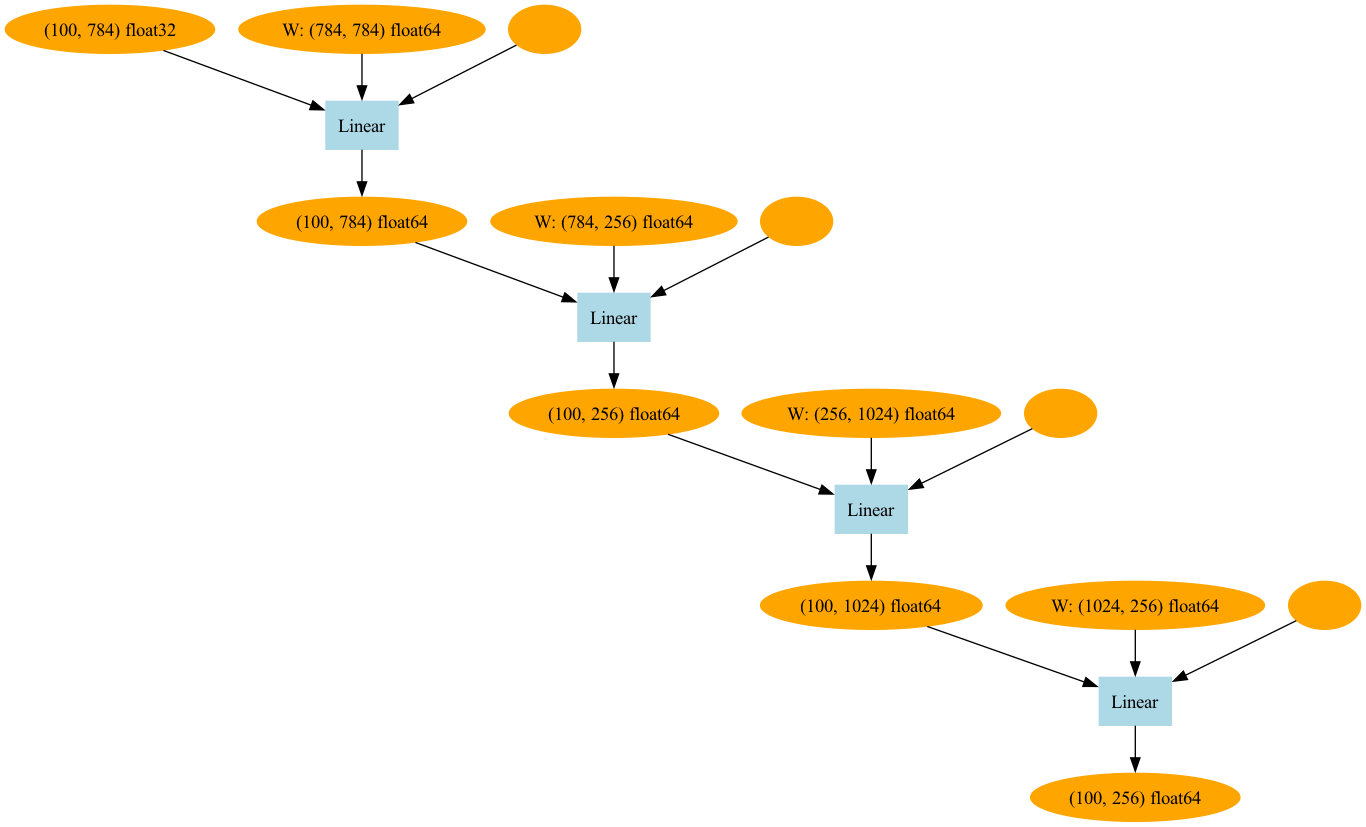 (100, 784) float32
W: (784, 784) float64
Linear
(100, 784) float64
W: (784, 256) float64
Linear
(100, 256) float64
W: (256, 1024) float64
Linear
(100, 1024) float64
W: (1024, 256) float64
Linear
(100, 256) float64